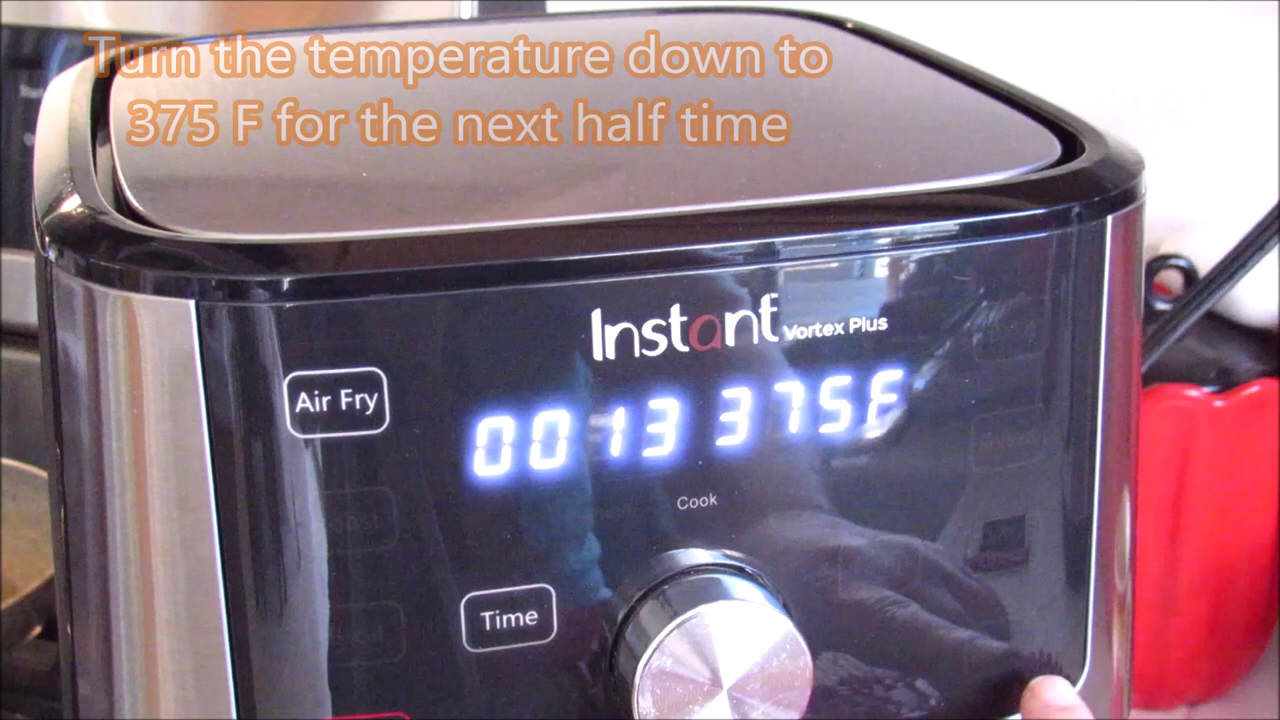 Turn the temperature down to
375 F for the next half time
Instant Vortex Plus
Air Fry
0013 375F
Cook
Time